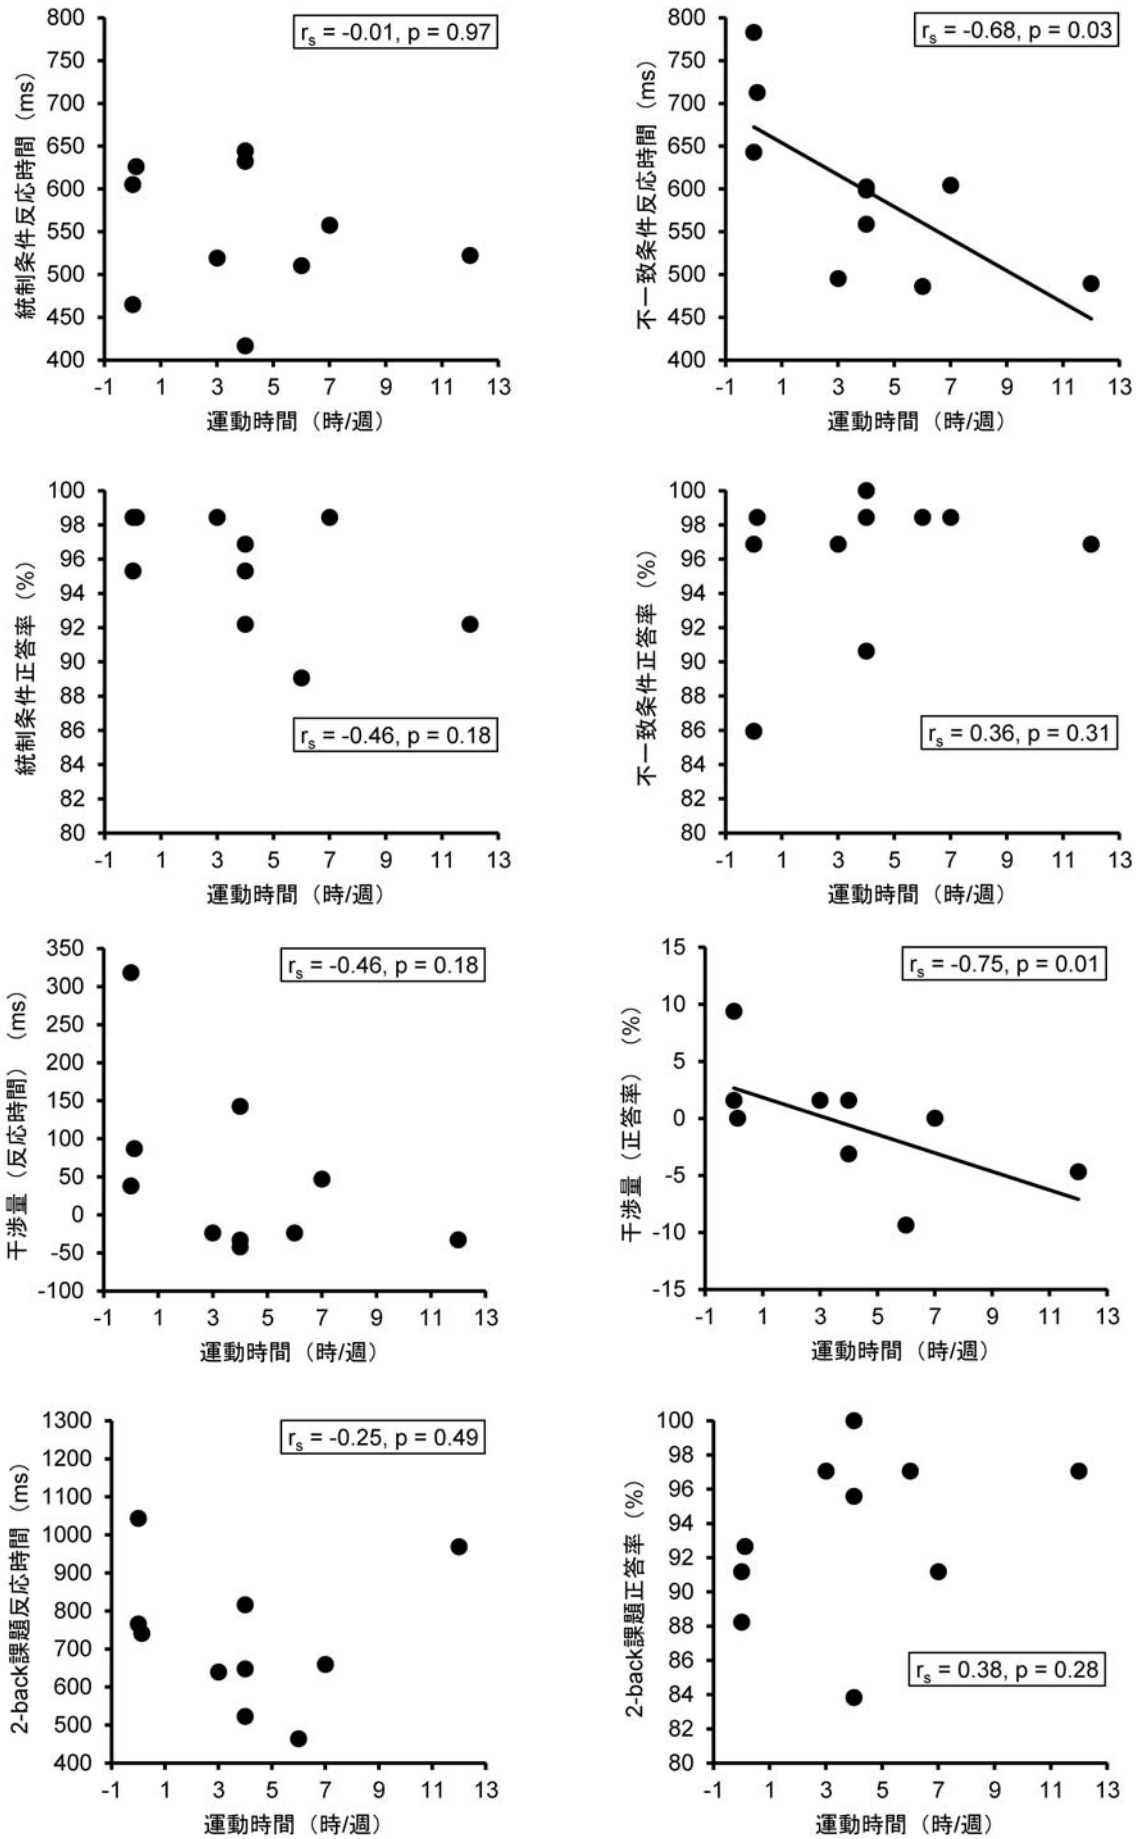 rs = -0.01, p = 0.97
統制条件反応時間（ms）
800
750
700
650
600
550
500
450
400
-1 1 3 5 7 9 11 13
運動時間（時/週）
rs = -0.68, p = 0.03
不一致条件反応時間（ms）
800
750
700
650
600
550
500
450
400
-1 1 3 5 7 9 11 13
運動時間（時/週）
統制条件正答率（%）
100
98
96
94
92
90
88
86
84
82
80
rs = -0.46, p = 0.18
-1 1 3 5 7 9 11 13
運動時間（時/週）
不一致条件正答率（%）
100
98
96
94
92
90
88
86
84
82
80
rs = 0.36, p = 0.31
-1 1 3 5 7 9 11 13
運動時間（時/週）
rs = -0.46, p = 0.18
干渉量（反応時間）（ms）
350
300
250
200
150
100
50
0
-50
-100
-1 1 3 5 7 9 11 13
運動時間（時/週）
rs = -0.75, p = 0.01
干渉量（正答率）（%）
15
10
5
0
-5
-10
-15
-1 1 3 5 7 9 11 13
運動時間（時/週）
rs = -0.25, p = 0.49
2-back課題反応時間（ms）
1300
1200
1100
1000
900
800
700
600
500
400
-1 1 3 5 7 9 11 13
運動時間（時/週）
2-back課題正答率（%）
100
98
96
94
92
90
88
86
84
82
80
rs = 0.38, p = 0.28
-1 1 3 5 7 9 11 13
運動時間（時/週）